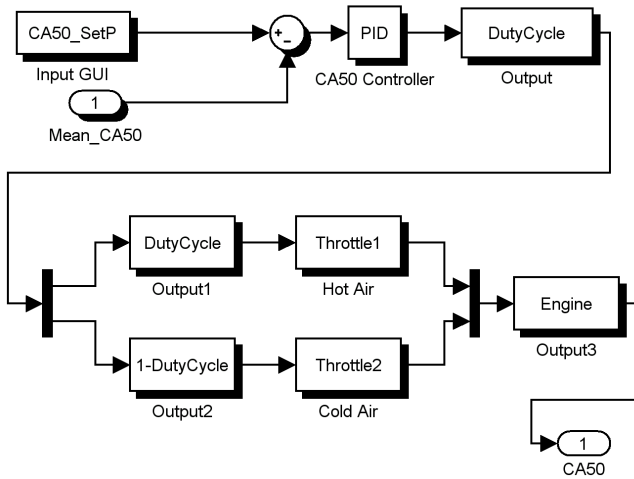 CA50_SetP
Input GUI
+
-
PID
CA50 Controller
DutyCycle
Output
1
Mean_CA50
DutyCycle
Output1
Throttle1
Hot Air
1-DutyCycle
Output2
Throttle2
Cold Air
Engine
Output3
1
CA50